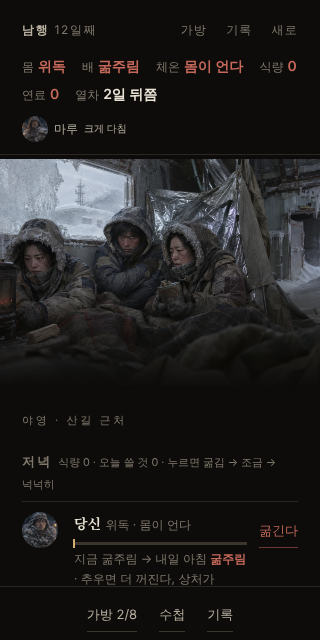 남행 12일째 가방 기록 새로
몸 위독 배 굶주림 체온 몸이 언다 식량 0
연료 0 열차 2일 뒤쯤
마루 크게 다침
야영 · 산길 근처
저녁 식량 0 · 오늘 쓸 것 0 · 누르면 굶김 → 조금 →
넉넉히
당신 위독 · 몸이 언다
굶긴다
지금 굶주림 → 내일 아침 굶주림
· 추우면 더 꺼진다, 상처가
가방 2/8 수첩 기록